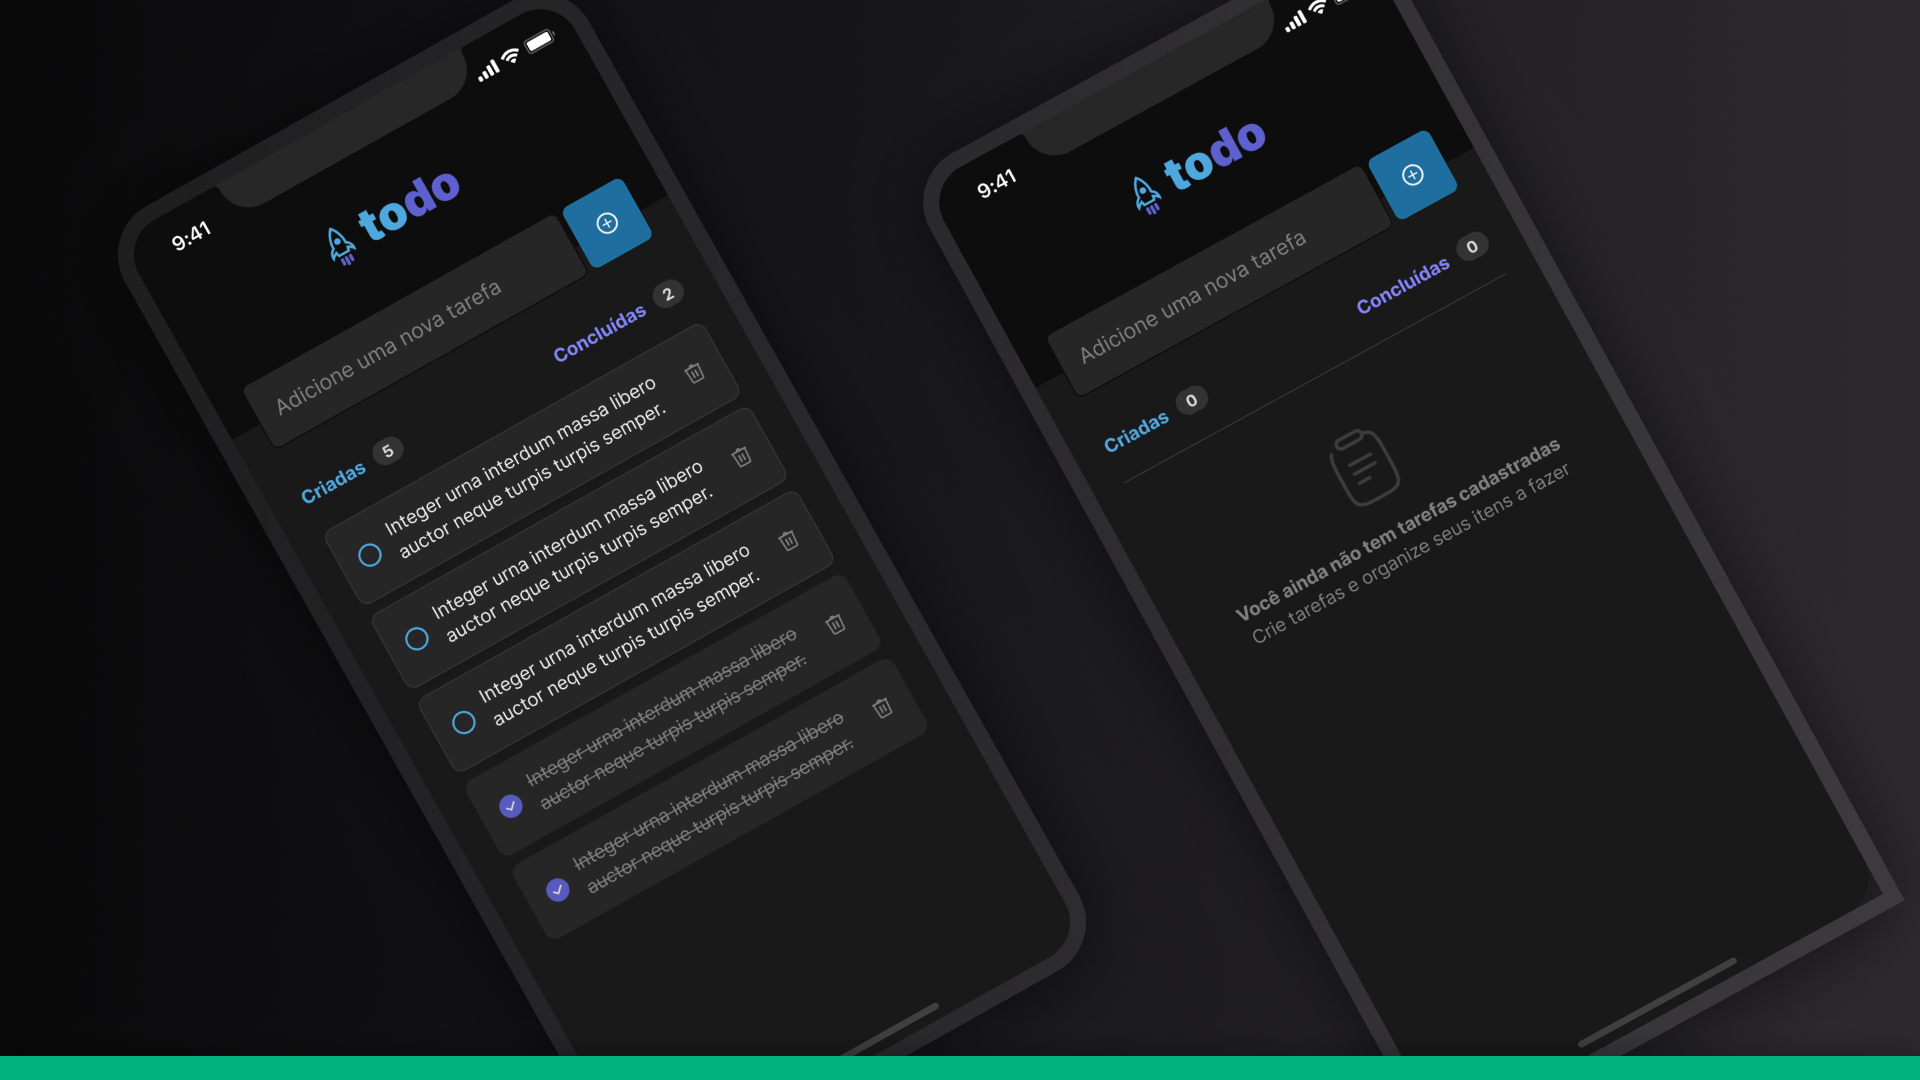 9:41
todo
Adicione uma nova tarefa
Criadas 5
Concluídas 2
Integer urna interdum massa libero
auctor neque turpis turpis semper.
Integer urna interdum massa libero
auctor neque turpis turpis semper.
Integer urna interdum massa libero
auctor neque turpis turpis semper.
Integer urna interdum massa libero
auctor neque turpis turpis semper.
Integer urna interdum massa libero
auctor neque turpis turpis semper.
9:41
todo
Adicione uma nova tarefa
Criadas 0
Concluídas 0
Você ainda não tem tarefas cadastradas
Crie tarefas e organize seus itens a fazer